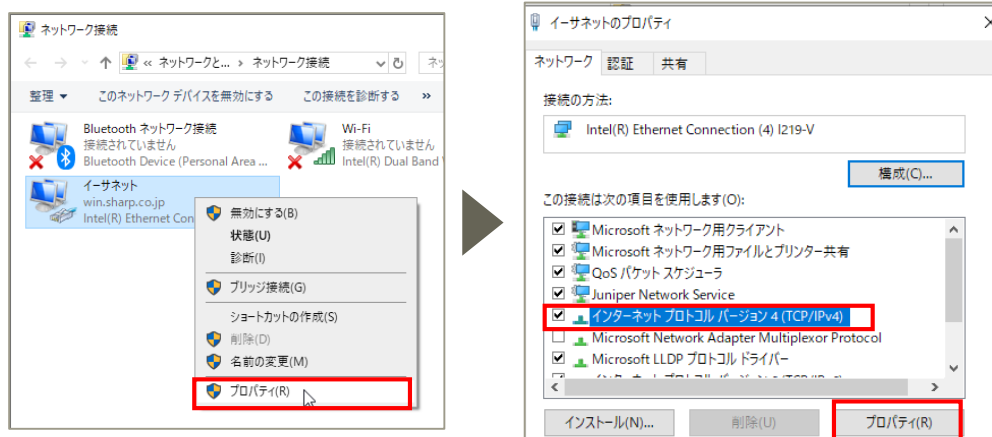 ネットワーク接続
« ネットワークと... › ネットワーク接続
整理 このネットワーク デバイスを無効にする この接続を診断する »
Bluetooth ネットワーク接続
接続されていません
Bluetooth Device (Personal Area ...
Wi-Fi
接続されていません
Intel(R) Dual Band
イーサネット
win.sharp.co.jp
Intel(R) Ethernet Con
無効にする(B)
状態(U)
診断(I)
ブリッジ接続(G)
ショートカットの作成(S)
削除(D)
名前の変更(M)
プロパティ(R)
イーサネットのプロパティ
ネットワーク 認証 共有
接続の方法:
Intel(R) Ethernet Connection (4) I219-V
構成(C)...
この接続は次の項目を使用します(O):
Microsoft ネットワーク用クライアント
Microsoft ネットワーク用ファイルとプリンター共有
QoS パケット スケジューラ
Juniper Network Service
インターネット プロトコル バージョン 4 (TCP/IPv4)
Microsoft Network Adapter Multiplexor Protocol
Microsoft LLDP プロトコル ドライバー
インストール(N)... 削除(U) プロパティ(R)